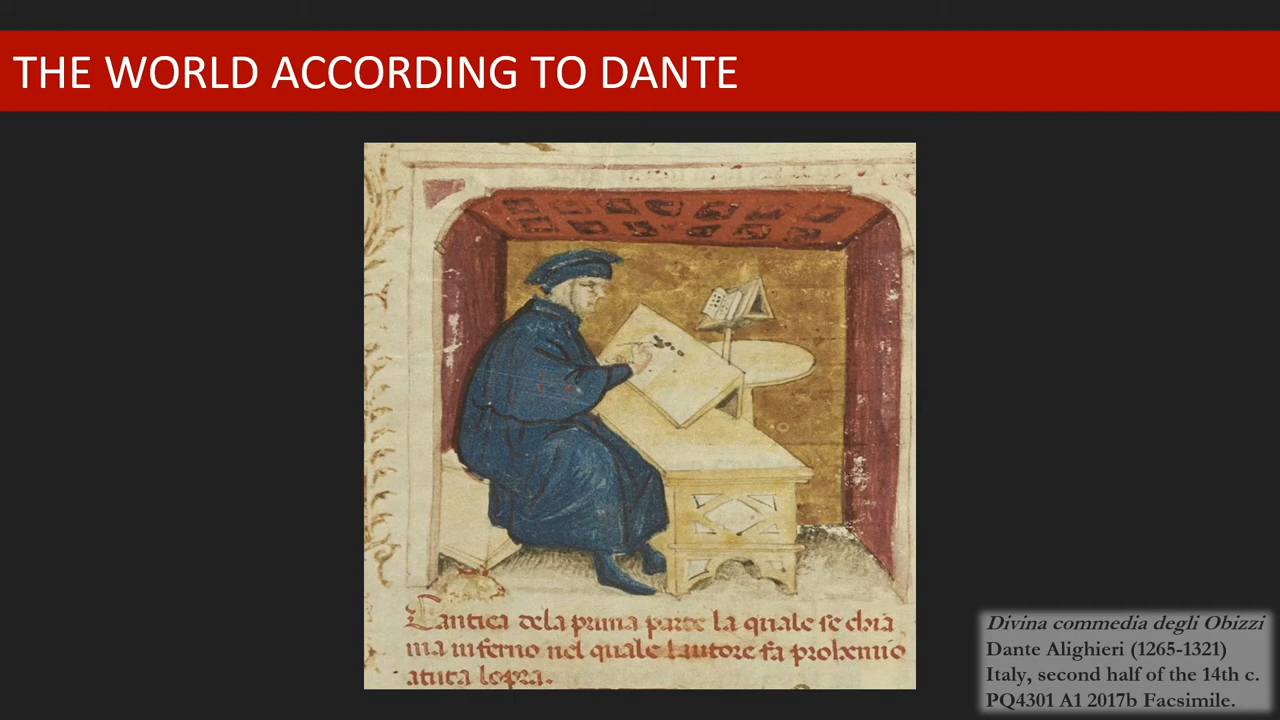 THE WORLD ACCORDING TO DANTE
Cantica dela prima parte la quale se chia
ma inferno nel quale lautore fa prohemio
atuta lopra.
Divina commedia degli Obizzi
Dante Alighieri (1265-1321)
Italy, second half of the 14th c.
PQ4301 A1 2017b Facsimile.